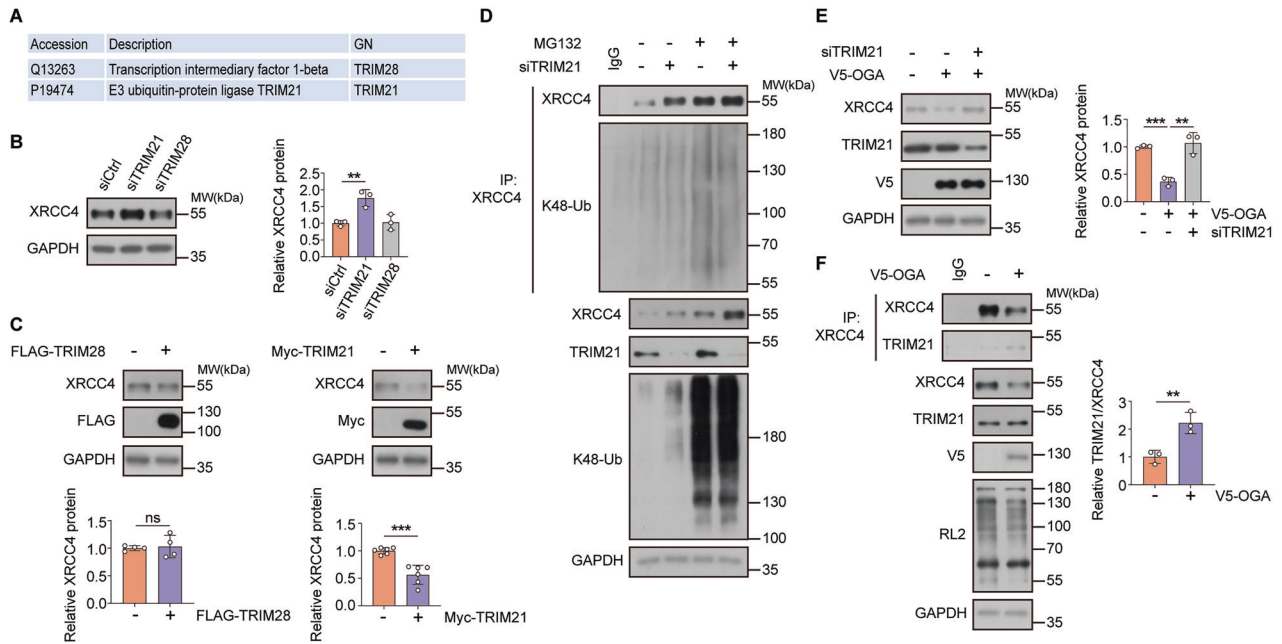 A
Accession Description GN
Q13263 Transcription intermediary factor 1-beta TRIM28
P19474 E3 ubiquitin-protein ligase TRIM21 TRIM21
B
siCtrl siTRIM21 siTRIM28
MW(kDa)
XRCC4 55
GAPDH 35
Relative XRCC4 protein
2.5
2.0
1.5
1.0
0.5
0.0
**
siCtrl siTRIM21 siTRIM28
C
FLAG-TRIM28 - +
MW(kDa)
XRCC4 55
FLAG 130
100
GAPDH 35
Relative XRCC4 protein
1.5
1.0
0.5
0.0
ns
- + FLAG-TRIM28
Myc-TRIM21 - +
MW(kDa)
XRCC4 55
Myc 55
GAPDH 35
Relative XRCC4 protein
1.5
1.0
0.5
0.0
***
- + Myc-TRIM21
D
MG132 - - + +
siTRIM21 - + - +
IgG
MW(kDa)
IP:
XRCC4
XRCC4 55
K48-Ub
180
130
100
70
55
XRCC4 55
TRIM21 55
K48-Ub
180
130
100
GAPDH 35
E
siTRIM21 - - +
V5-OGA - + +
MW(kDa)
XRCC4 55
TRIM21 55
V5 130
GAPDH 35
Relative XRCC4 protein
1.5
1.0
0.5
0.0
*** **
- + + V5-OGA
- - + siTRIM21
F
V5-OGA IgG - +
MW(kDa)
IP:
XRCC4
XRCC4 55
TRIM21 55
XRCC4 55
TRIM21 55
V5 130
RL2
180
130
100
70
55
GAPDH 35
Relative TRIM21/XRCC4
3
2
1
0
**
- + V5-OGA